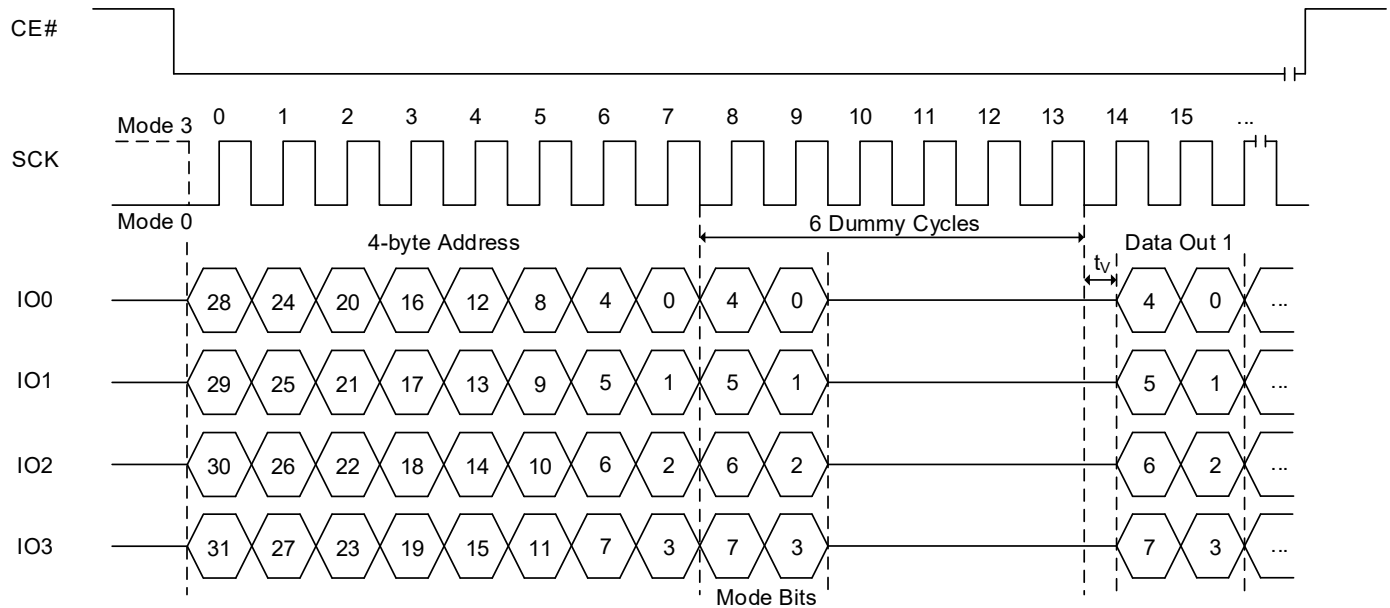 CE#
0 1 2 3 4 5 6 7 8 9 10 11 12 13 14 15 ...
Mode 3
SCK
Mode 0
6 Dummy Cycles
4-byte Address
Data Out 1
tV
IO0 28 24 20 16 12 8 4 0 4 0 4 0 ...
IO1 29 25 21 17 13 9 5 1 5 1 5 1 ...
IO2 30 26 22 18 14 10 6 2 6 2 6 2 ...
IO3 31 27 23 19 15 11 7 3 7 3 7 3 ...
Mode Bits